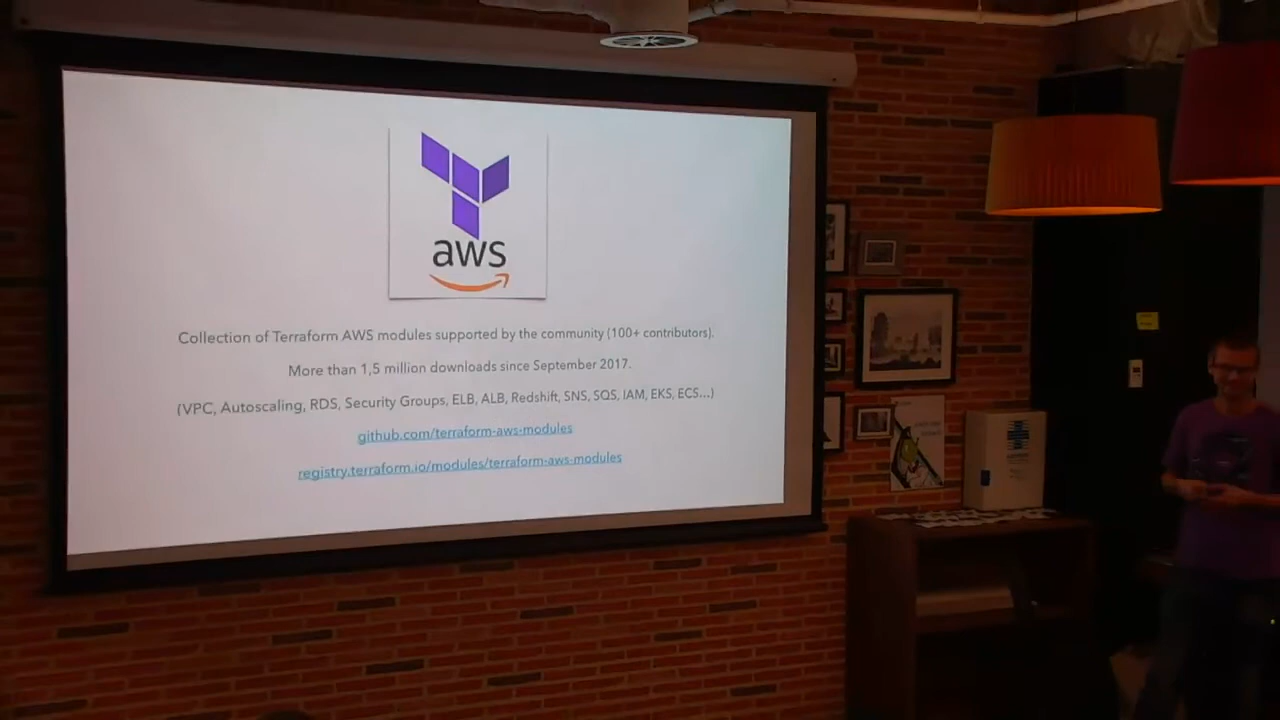 aws
Collection of Terraform AWS modules supported by the community (100+ contributors).
More than 1,5 million downloads since September 2017.
(VPC, Autoscaling, RDS, Security Groups, ELB, ALB, Redshift, SNS, SQS, IAM, EKS, ECS...)
github.com/terraform-aws-modules
registry.terraform.io/modules/terraform-aws-modules